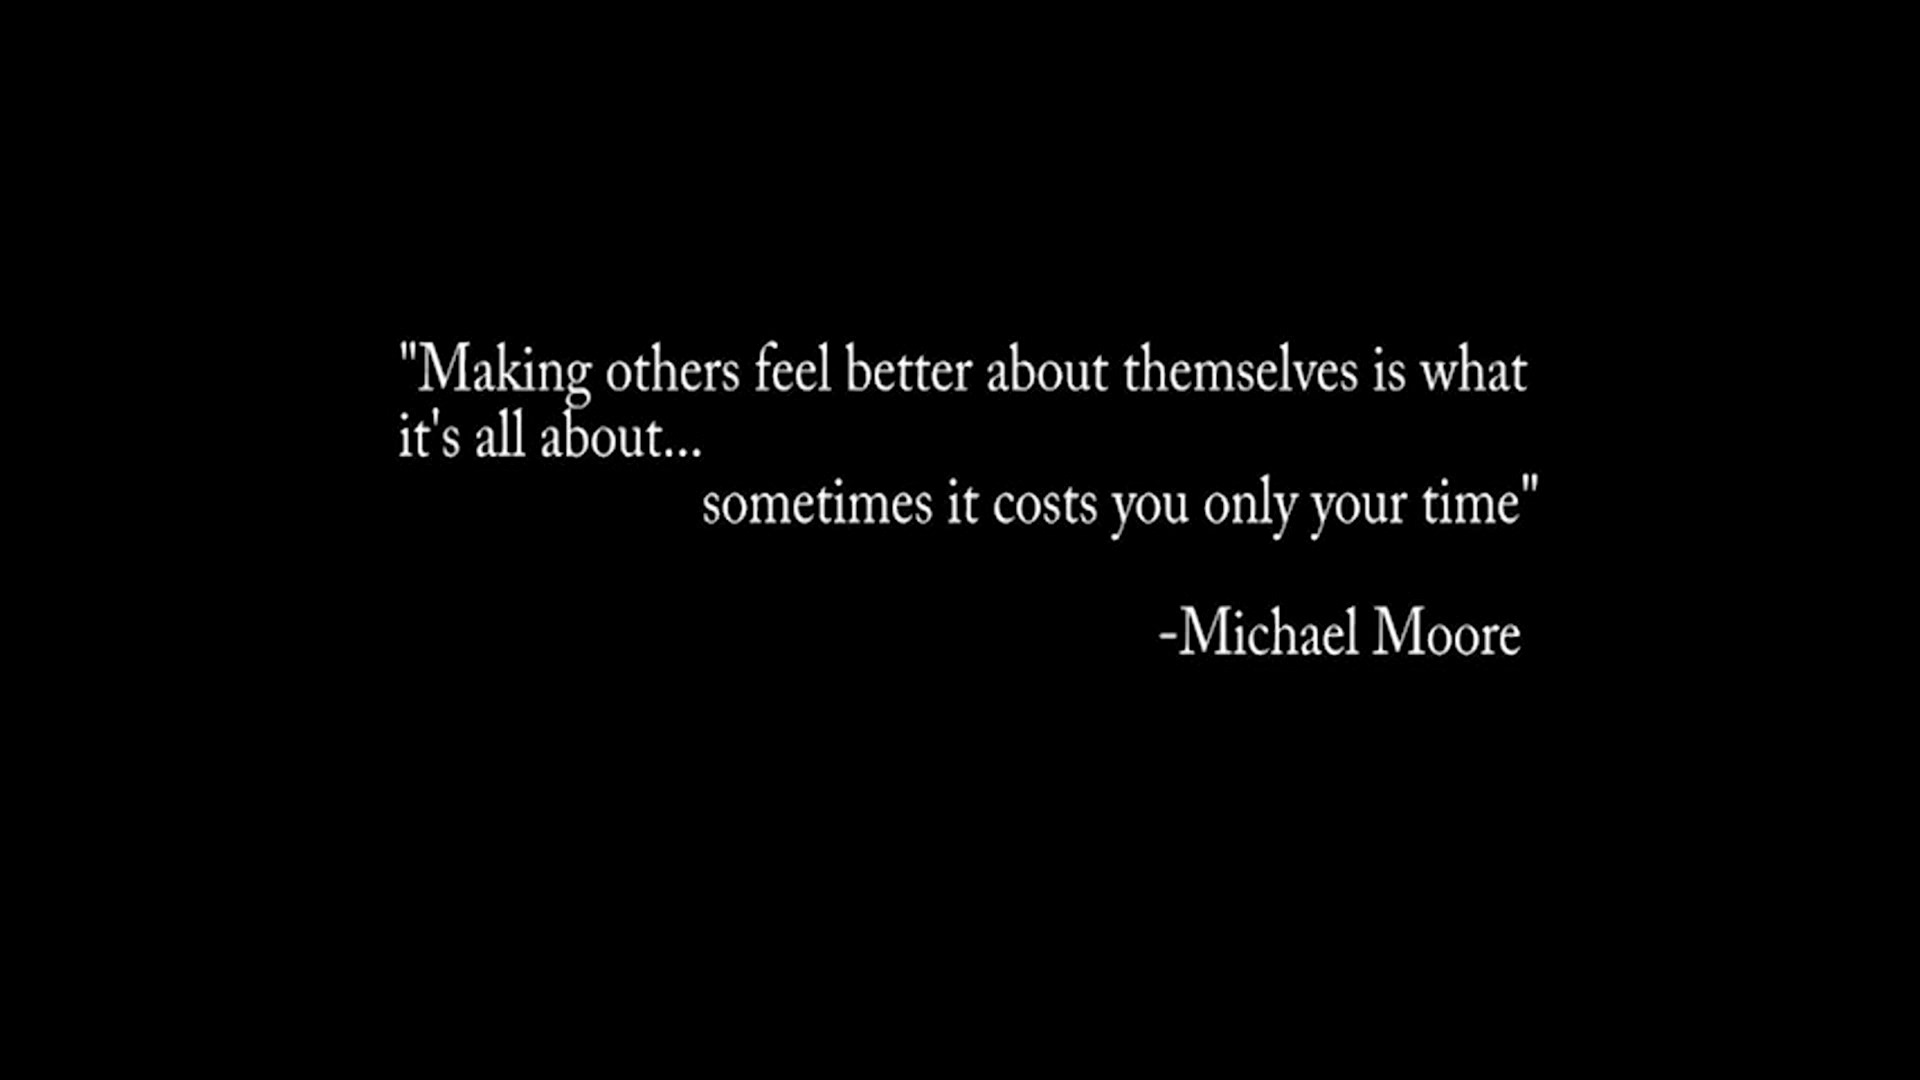 "Making others feel better about themselves is what
it's all about...
sometimes it costs you only your time"
-Michael Moore